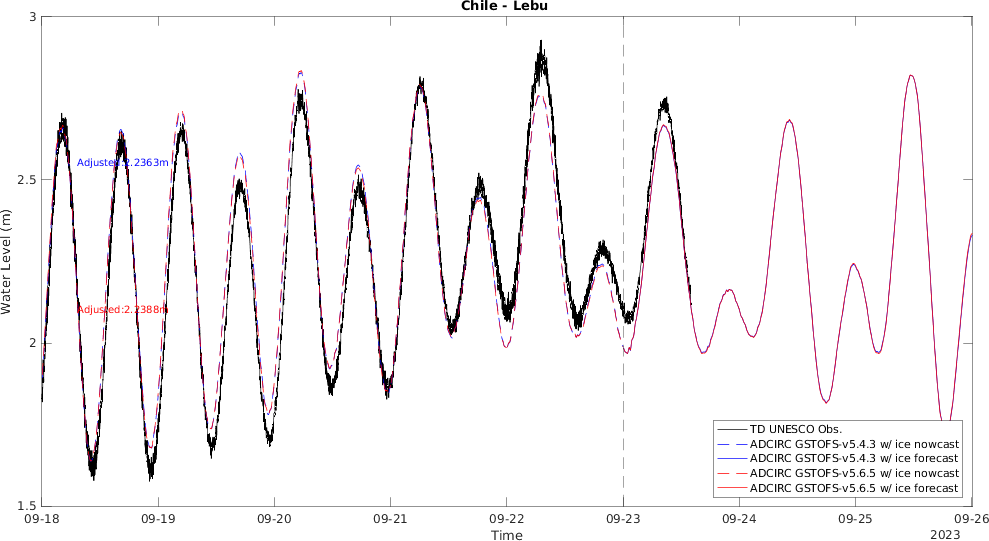 Chile - Lebu
3
2.5
2
1.5
Water Level (m)
Adjusted:2.2363m
Adjusted:2.2388m
TD UNESCO Obs.
ADCIRC GSTOFS-v5.4.3 w/ ice nowcast
ADCIRC GSTOFS-v5.4.3 w/ ice forecast
ADCIRC GSTOFS-v5.6.5 w/ ice nowcast
ADCIRC GSTOFS-v5.6.5 w/ ice forecast
09-18 09-19 09-20 09-21 09-22 09-23 09-24 09-25 09-26
Time
2023